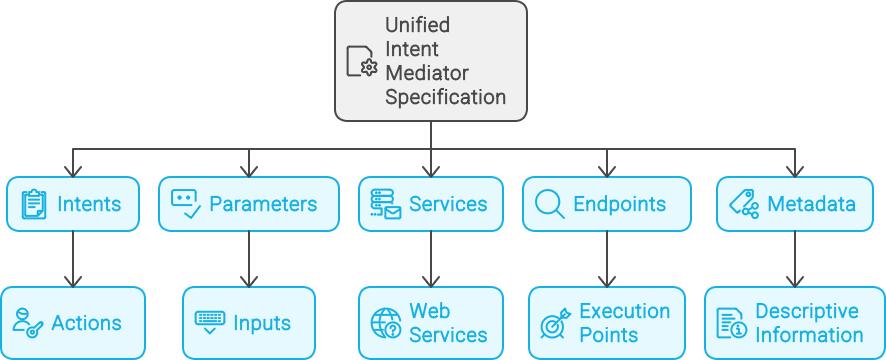 Unified
Intent
Mediator
Specification
Intents
Parameters
Services
Endpoints
Metadata
Actions
Inputs
Web
Services
Execution
Points
Descriptive
Information